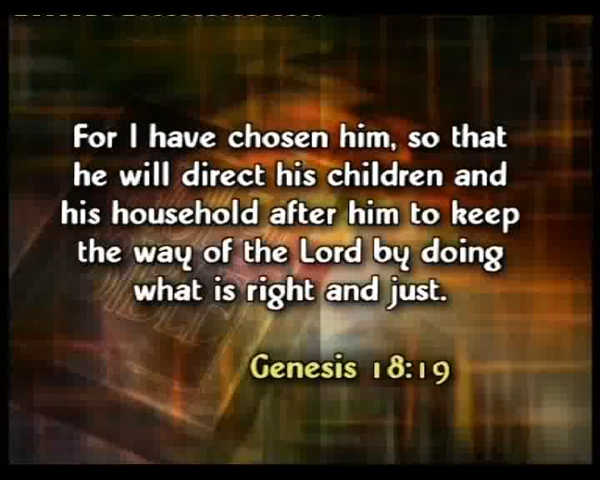 For I have chosen him, so that
he will direct his children and
his household after him to keep
the way of the Lord by doing
what is right and just.
Genesis 18:19
BIBLE